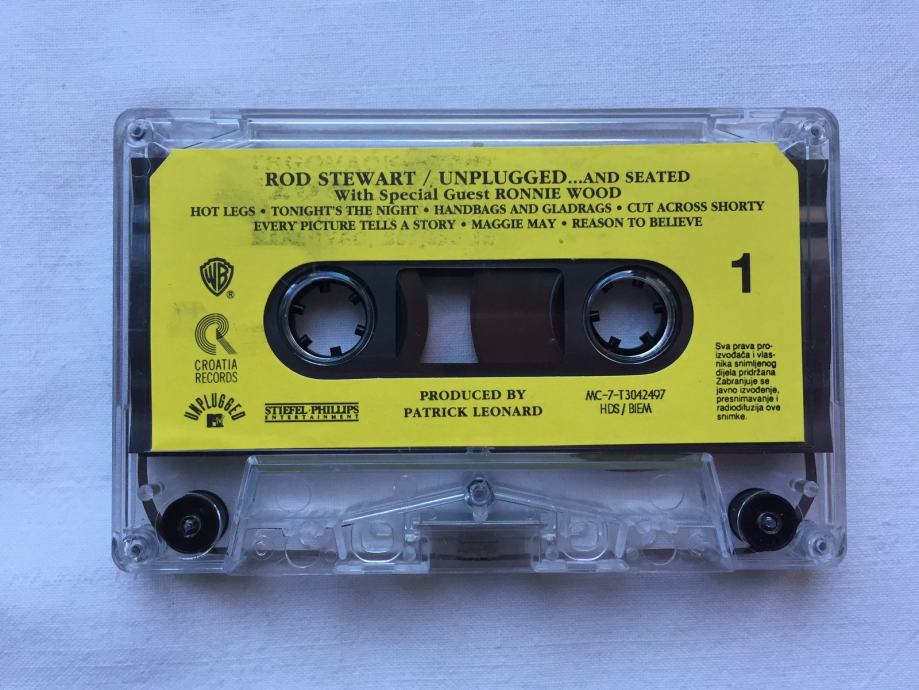 ROD STEWART / UNPLUGGED...AND SEATED
With Special Guest RONNIE WOOD
HOT LEGS • TONIGHT'S THE NIGHT • HANDBAGS AND GLADRAGS • CUT ACROSS SHORTY
EVERY PICTURE TELLS A STORY • MAGGIE MAY • REASON TO BELIEVE
WB®
1
CROATIA
RECORDS
UNPLUGGED
MTV
STIEFEL·PHILLIPS
ENTERTAINMENT
PRODUCED BY
PATRICK LEONARD
MC-7-T3042497
HDS / BIEM
Sva prava pro-
izvođača i vlas-
nika snimljenog
dijela pridržana
Zabranjuje se
javno izvođenje,
presnimavanje i
radiodifuzija ove
snimke.